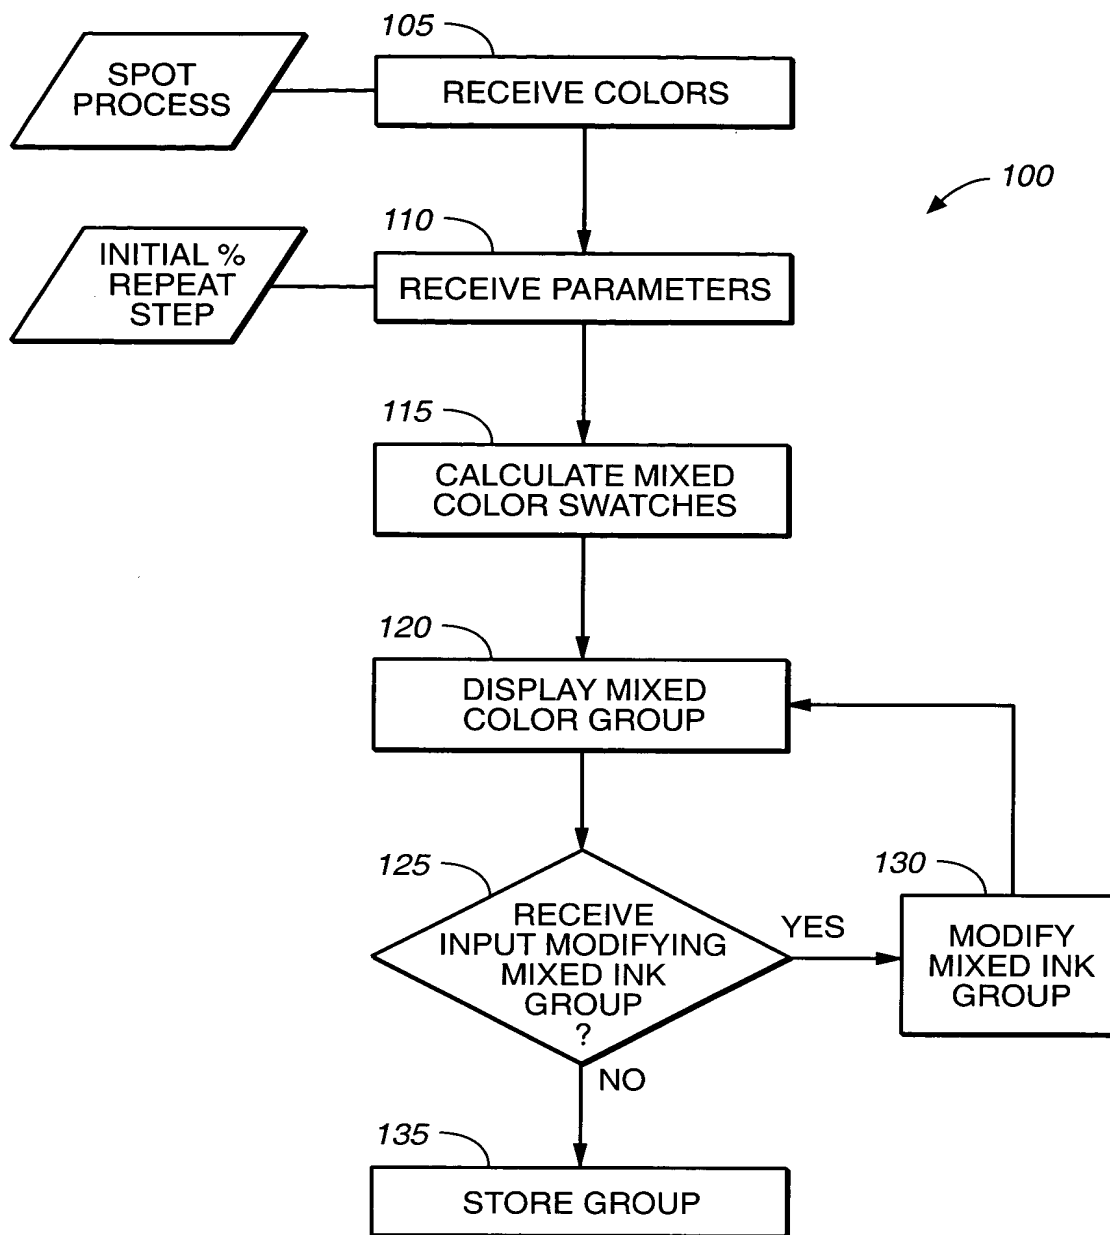 105
SPOT
PROCESS
RECEIVE COLORS
100
110
INITIAL %
REPEAT
STEP
RECEIVE PARAMETERS
115
CALCULATE MIXED
COLOR SWATCHES
120
DISPLAY MIXED
COLOR GROUP
125
RECEIVE
INPUT MODIFYING
MIXED INK
GROUP
?
YES
130
MODIFY
MIXED INK
GROUP
NO
135
STORE GROUP